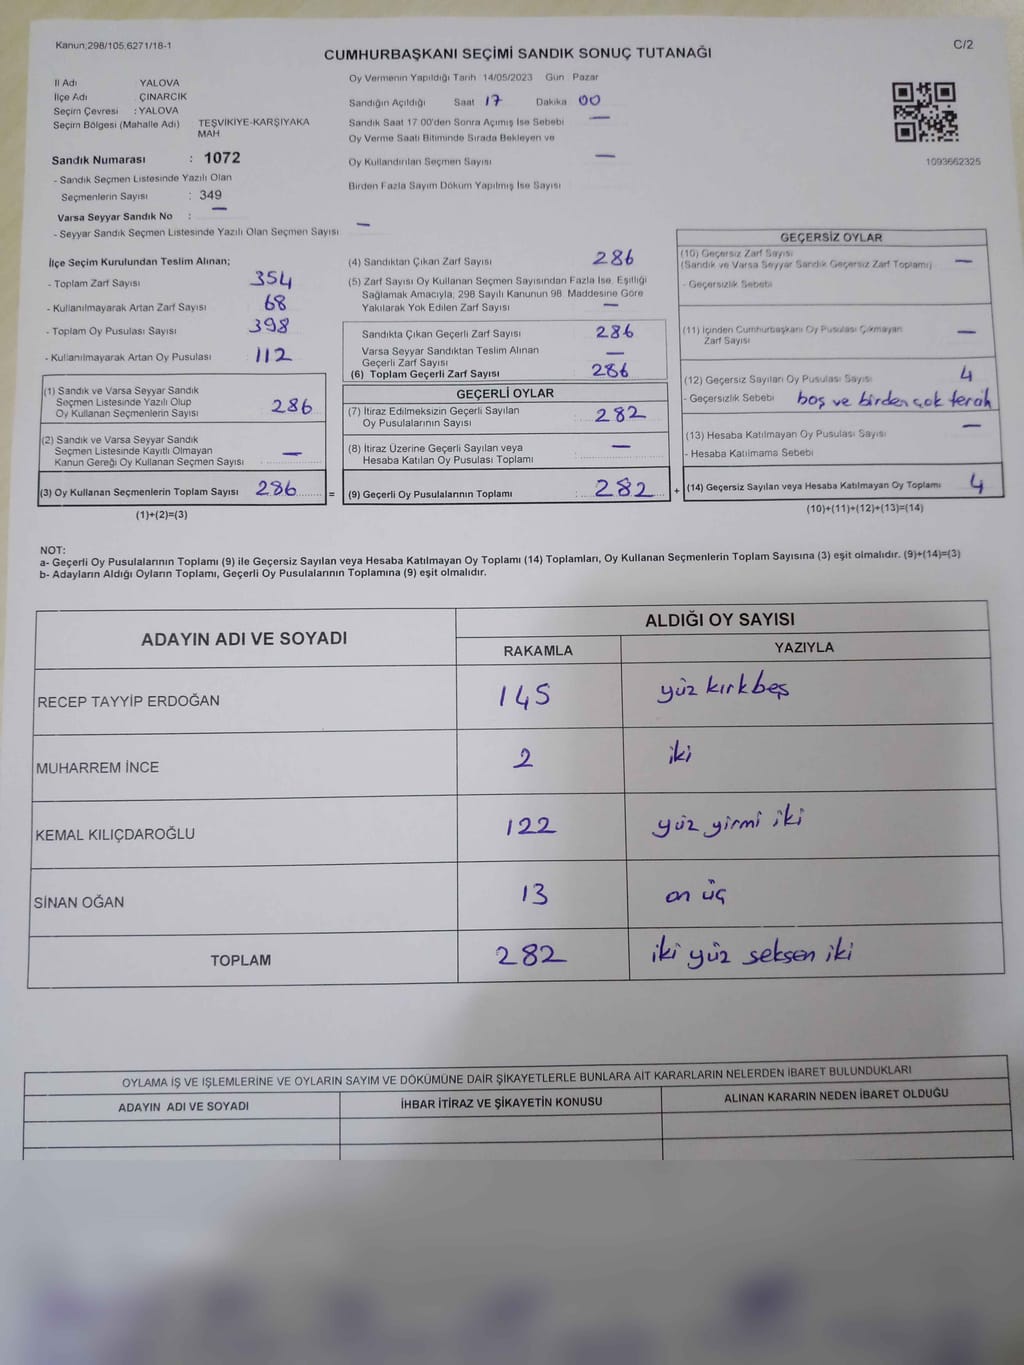 Kanun;298/105,6271/18-1
C/2
CUMHURBAŞKANI SEÇİMİ SANDIK SONUÇ TUTANAĞI
İl Adı YALOVA
İlçe Adı : ÇINARCIK
Seçim Çevresi : YALOVA
Seçim Bölgesi (Mahalle Adı) TEŞVİKİYE-KARŞIYAKA
MAH
Sandık Numarası : 1072
- Sandık Seçmen Listesinde Yazılı Olan
Seçmenlerin Sayısı : 349
Varsa Seyyar Sandık No : —
- Seyyar Sandık Seçmen Listesinde Yazılı Olan Seçmen Sayısı —
Oy Vermenin Yapıldığı Tarih 14/05/2023 Gün Pazar
Sandığın Açıldığı Saat 17 Dakika 00
Sandık Saat 17.00'den Sonra Açımış İse Sebebi —
Oy Verme Saati Bitiminde Sırada Bekleyen ve
Oy Kullandırılan Seçmen Sayısı —
Birden Fazla Sayım Döküm Yapılmış İse Sayısı
1093662325
İlçe Seçim Kurulundan Teslim Alınan;
- Toplam Zarf Sayısı 354
- Kullanılmayarak Artan Zarf Sayısı 68
- Toplam Oy Pusulası Sayısı 398
- Kullanılmayarak Artan Oy Pusulası 112
(1) Sandık ve Varsa Seyyar Sandık
Seçmen Listesinde Yazılı Olup
Oy Kullanan Seçmenlerin Sayısı 286
(2) Sandık ve Varsa Seyyar Sandık
Seçmen Listesinde Kayıtlı Olmayan
Kanun Gereği Oy Kullanan Seçmen Sayısı —
(3) Oy Kullanan Seçmenlerin Toplam Sayısı 286 =
(1)+(2)=(3)
(4) Sandıktan Çıkan Zarf Sayısı 286
(5) Zarf Sayısı Oy Kullanan Seçmen Sayısından Fazla İse, Eşitliği
Sağlamak Amacıyla, 298 Sayılı Kanunun 98. Maddesine Göre
Yakılarak Yok Edilen Zarf Sayısı —
Sandıkta Çıkan Geçerli Zarf Sayısı 286
Varsa Seyyar Sandıktan Teslim Alınan
Geçerli Zarf Sayısı —
(6) Toplam Geçerli Zarf Sayısı 286
GEÇERLİ OYLAR
(7) İtiraz Edilmeksizin Geçerli Sayılan
Oy Pusulalarının Sayısı 282
(8) İtiraz Üzerine Geçerli Sayılan veya
Hesaba Katılan Oy Pusulası Toplamı —
(9) Geçerli Oy Pusulalarının Toplamı : 282 +
GEÇERSİZ OYLAR
(10) Geçersiz Zarf Sayısı
(Sandık ve Varsa Seyyar Sandık Geçersiz Zarf Toplamı) —
- Geçersizlik Sebebi
(11) İçinden Cumhurbaşkanı Oy Pusulası Çıkmayan
Zarf Sayısı —
(12) Geçersiz Sayılan Oy Pusulası Sayısı 4
- Geçersizlik Sebebi boş ve birden çok tercih
(13) Hesaba Katılmayan Oy Pusulası Sayısı —
- Hesaba Katılmama Sebebi
(14) Geçersiz Sayılan veya Hesaba Katılmayan Oy Toplamı 4
(10)+(11)+(12)+(13)=(14)
NOT:
a- Geçerli Oy Pusulalarının Toplamı (9) ile Geçersiz Sayılan veya Hesaba Katılmayan Oy Toplamı (14) Toplamları, Oy Kullanan Seçmenlerin Toplam Sayısına (3) eşit olmalıdır. (9)+(14)=(3)
b- Adayların Aldığı Oyların Toplamı, Geçerli Oy Pusulalarının Toplamına (9) eşit olmalıdır.
ADAYIN ADI VE SOYADI
ALDIĞI OY SAYISI
RAKAMLA YAZIYLA
RECEP TAYYİP ERDOĞAN 145 yüz kırkbeş
MUHARREM İNCE 2 iki
KEMAL KILIÇDAROĞLU 122 yüz yirmi iki
SİNAN OĞAN 13 on üç
TOPLAM 282 iki yüz seksen iki
OYLAMA İŞ VE İŞLEMLERİNE VE OYLARIN SAYIM VE DÖKÜMÜNE DAİR ŞİKAYETLERLE BUNLARA AİT KARARLARIN NELERDEN İBARET BULUNDUKLARI
ADAYIN ADI VE SOYADI İHBAR İTİRAZ VE ŞİKAYETİN KONUSU ALINAN KARARIN NEDEN İBARET OLDUĞU